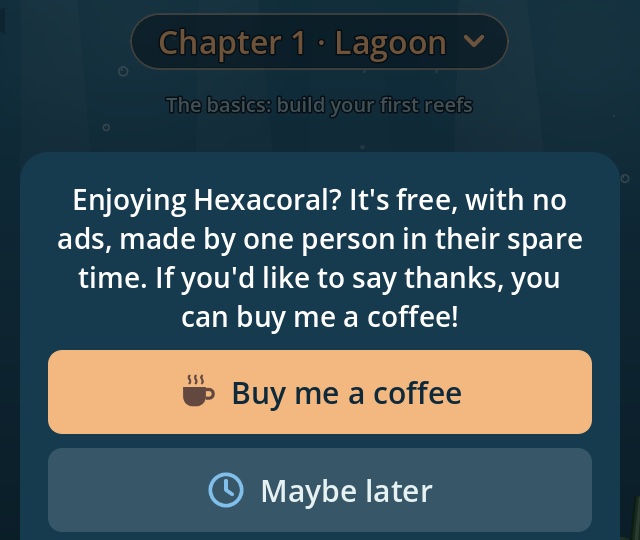 Chapter 1 · Lagoon
The basics: build your first reefs
Enjoying Hexacoral? It's free, with no
ads, made by one person in their spare
time. If you'd like to say thanks, you
can buy me a coffee!
Buy me a coffee
Maybe later